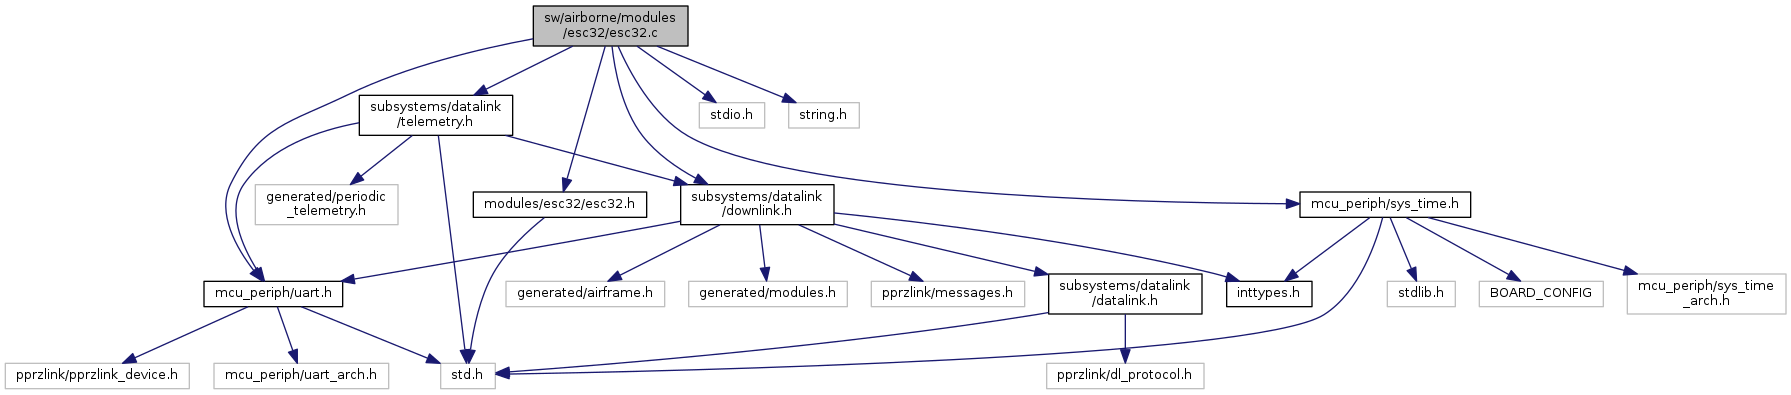 sw/airborne/modules
/esc32/esc32.c
subsystems/datalink
/telemetry.h
stdio.h
string.h
generated/periodic
_telemetry.h
modules/esc32/esc32.h
subsystems/datalink
/downlink.h
mcu_periph/sys_time.h
mcu_periph/uart.h
generated/airframe.h
generated/modules.h
pprzlink/messages.h
subsystems/datalink
/datalink.h
inttypes.h
stdlib.h
BOARD_CONFIG
mcu_periph/sys_time
_arch.h
pprzlink/pprzlink_device.h
mcu_periph/uart_arch.h
std.h
pprzlink/dl_protocol.h